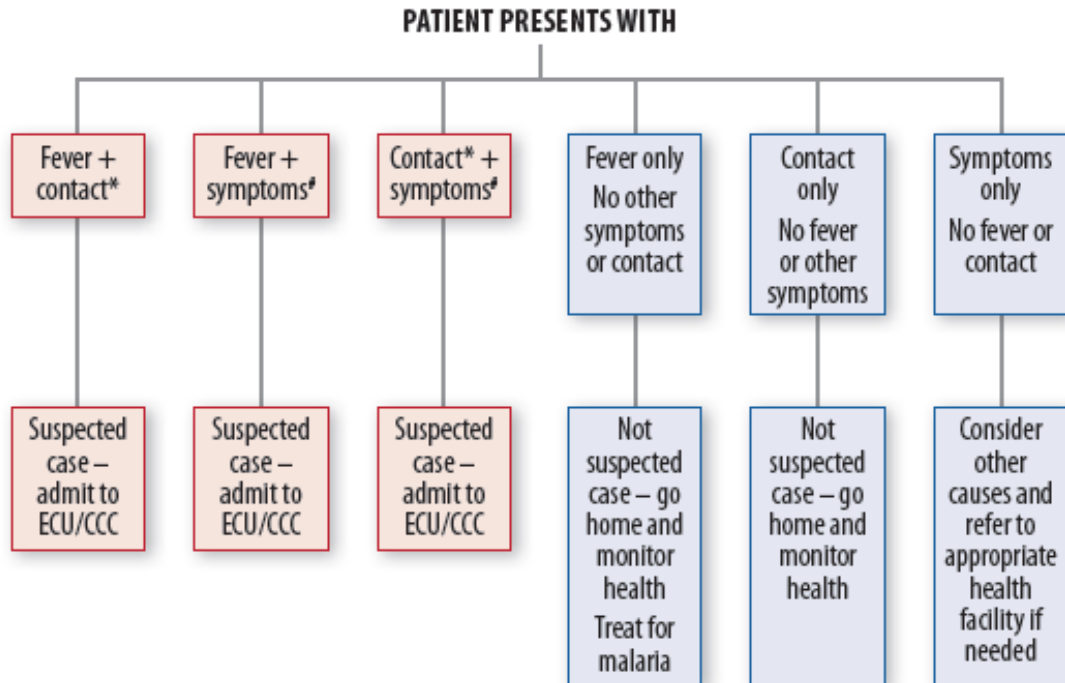 PATIENT PRESENTS WITH
Fever +
contact*
Fever +
symptoms#
Contact* +
symptoms#
Fever only
No other
symptoms
or contact
Contact
only
No fever
or other
symptoms
Symptoms
only
No fever or
contact
Suspected
case –
admit to
ECU/CCC
Suspected
case –
admit to
ECU/CCC
Suspected
case –
admit to
ECU/CCC
Not
suspected
case – go
home and
monitor
health
Treat for
malaria
Not
suspected
case – go
home and
monitor
health
Consider
other
causes and
refer to
appropriate
health
facility if
needed